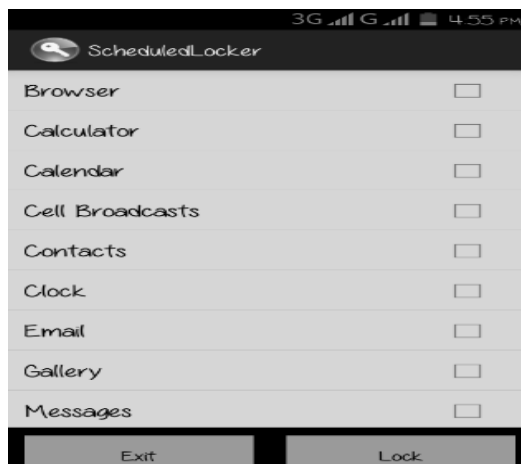 3G G 4:55 PM
ScheduledLocker
Browser
Calculator
Calendar
Cell Broadcasts
Contacts
Clock
Email
Gallery
Messages
Exit Lock